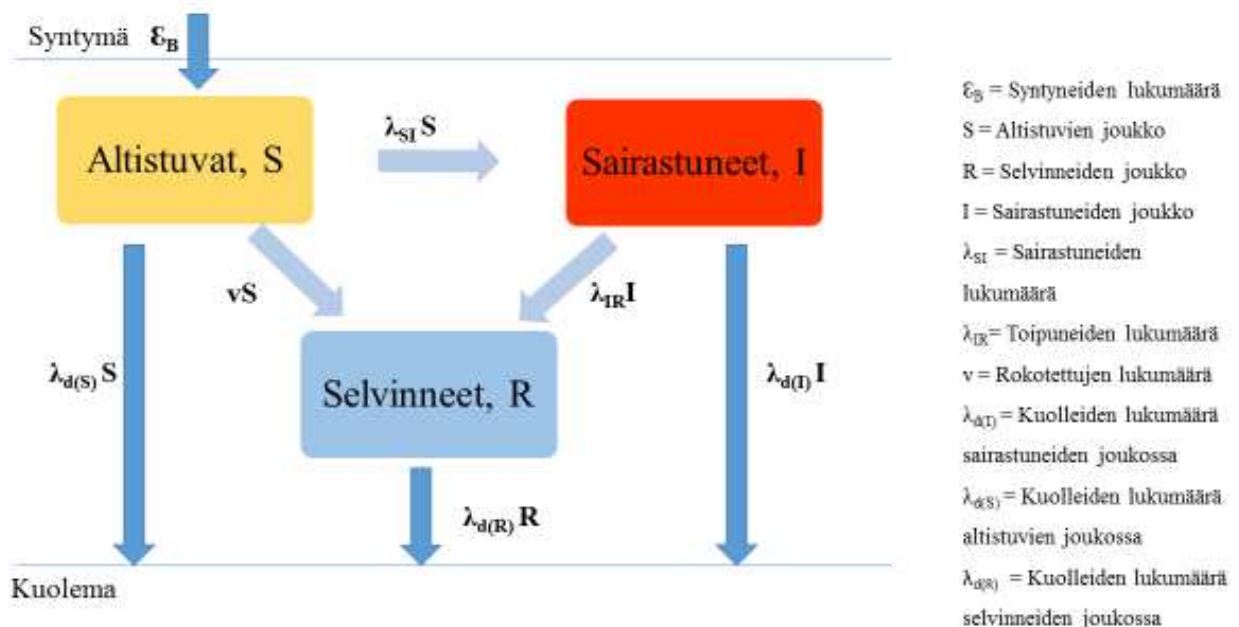 Syntymä ε_B
Altistuvat, S
λ_SI S
Sairastuneet, I
vS
λ_IR I
λ_d(S) S
Selvinneet, R
λ_d(I) I
λ_d(R) R
Kuolema
ε_B = Syntyneiden lukumäärä
S = Altistuvien joukko
R = Selvinneiden joukko
I = Sairastuneiden joukko
λ_SI = Sairastuneiden
lukumäärä
λ_IR= Toipuneiden lukumäärä
v = Rokotettujen lukumäärä
λ_d(I) = Kuolleiden lukumäärä
sairastuneiden joukossa
λ_d(S) = Kuolleiden lukumäärä
altistuvien joukossa
λ_d(R) = Kuolleiden lukumäärä
selvinneiden joukossa